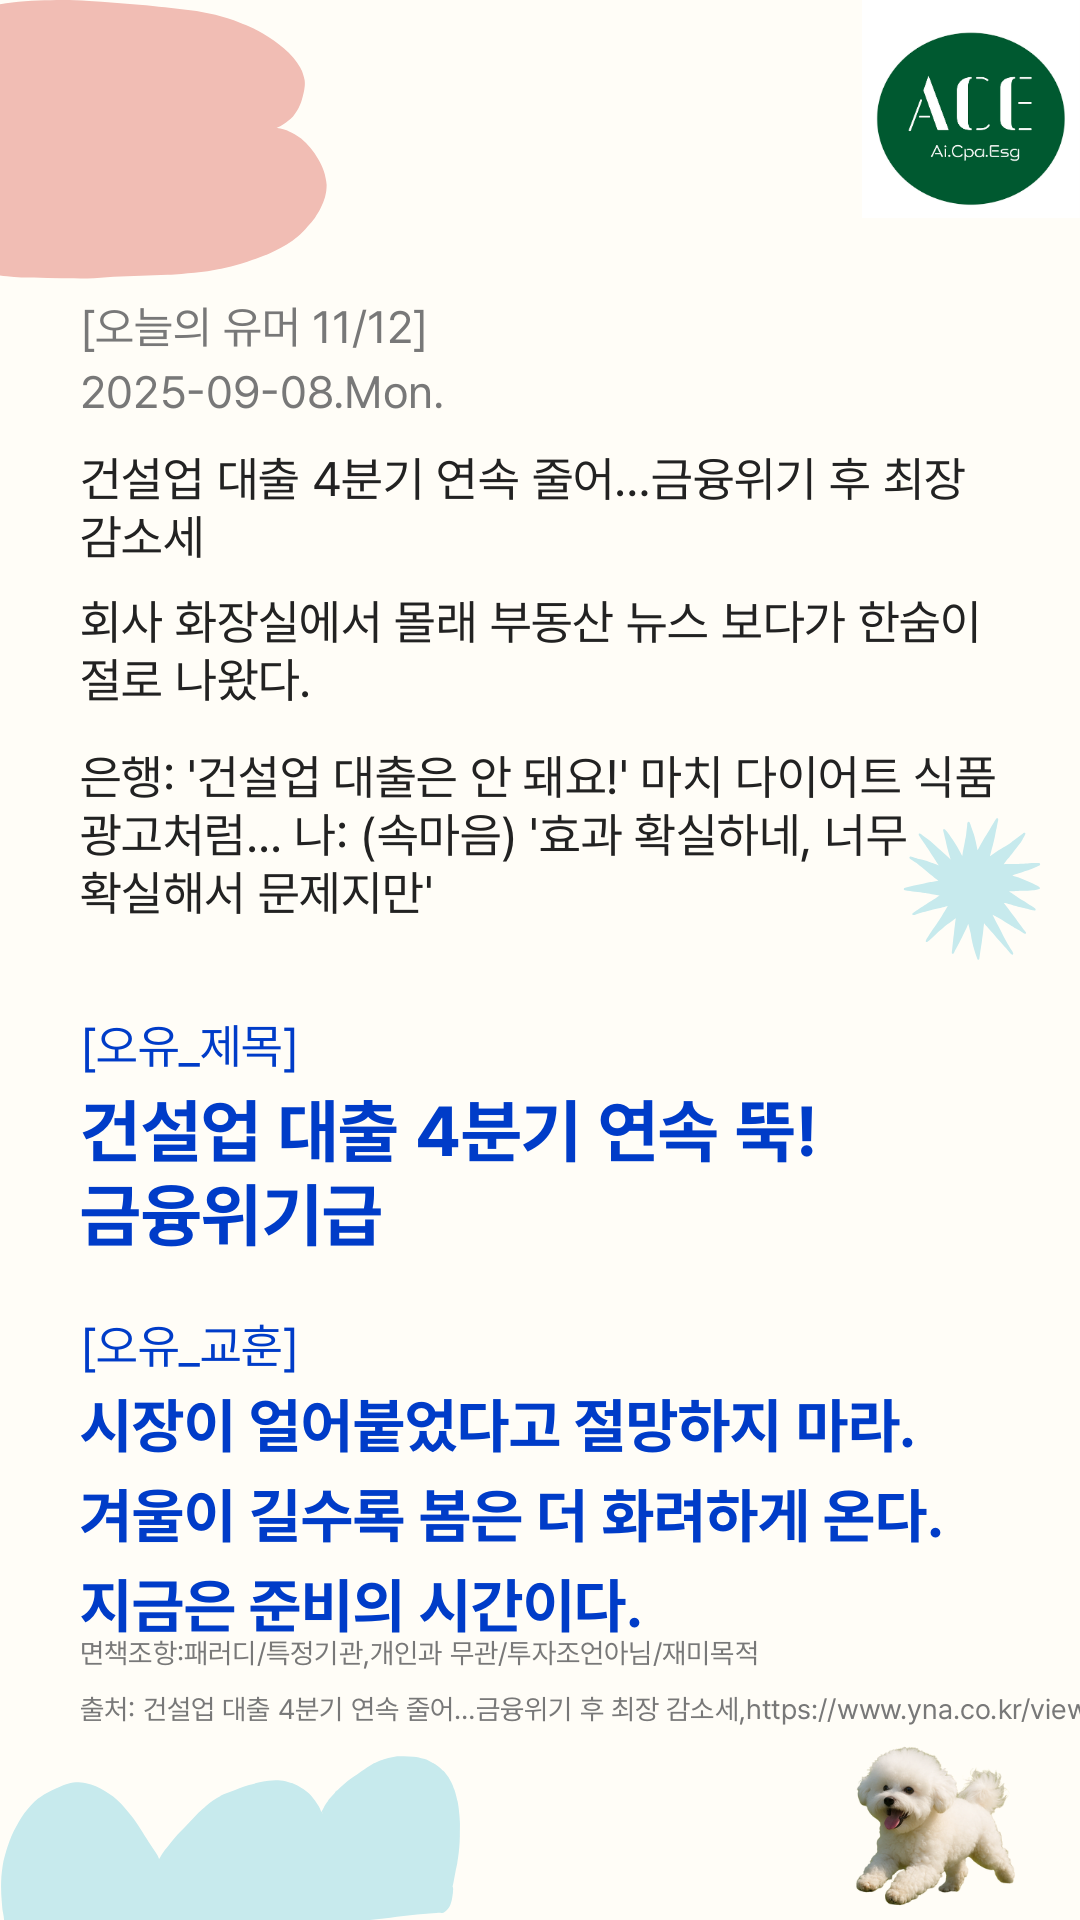 ACE
Ai.Cpa.Esg
[오늘의 유머 11/12]
2025-09-08.Mon.
건설업 대출 4분기 연속 줄어…금융위기 후 최장
감소세
회사 화장실에서 몰래 부동산 뉴스 보다가 한숨이
절로 나왔다.
은행: '건설업 대출은 안 돼요!' 마치 다이어트 식품
광고처럼... 나: (속마음) '효과 확실하네, 너무
확실해서 문제지만'
[오유_제목]
건설업 대출 4분기 연속 뚝!
금융위기급
[오유_교훈]
시장이 얼어붙었다고 절망하지 마라.
겨울이 길수록 봄은 더 화려하게 온다.
지금은 준비의 시간이다.
면책조항:패러디/특정기관,개인과 무관/투자조언아님/재미목적
출처: 건설업 대출 4분기 연속 줄어…금융위기 후 최장 감소세,https://www.yna.co.kr/view